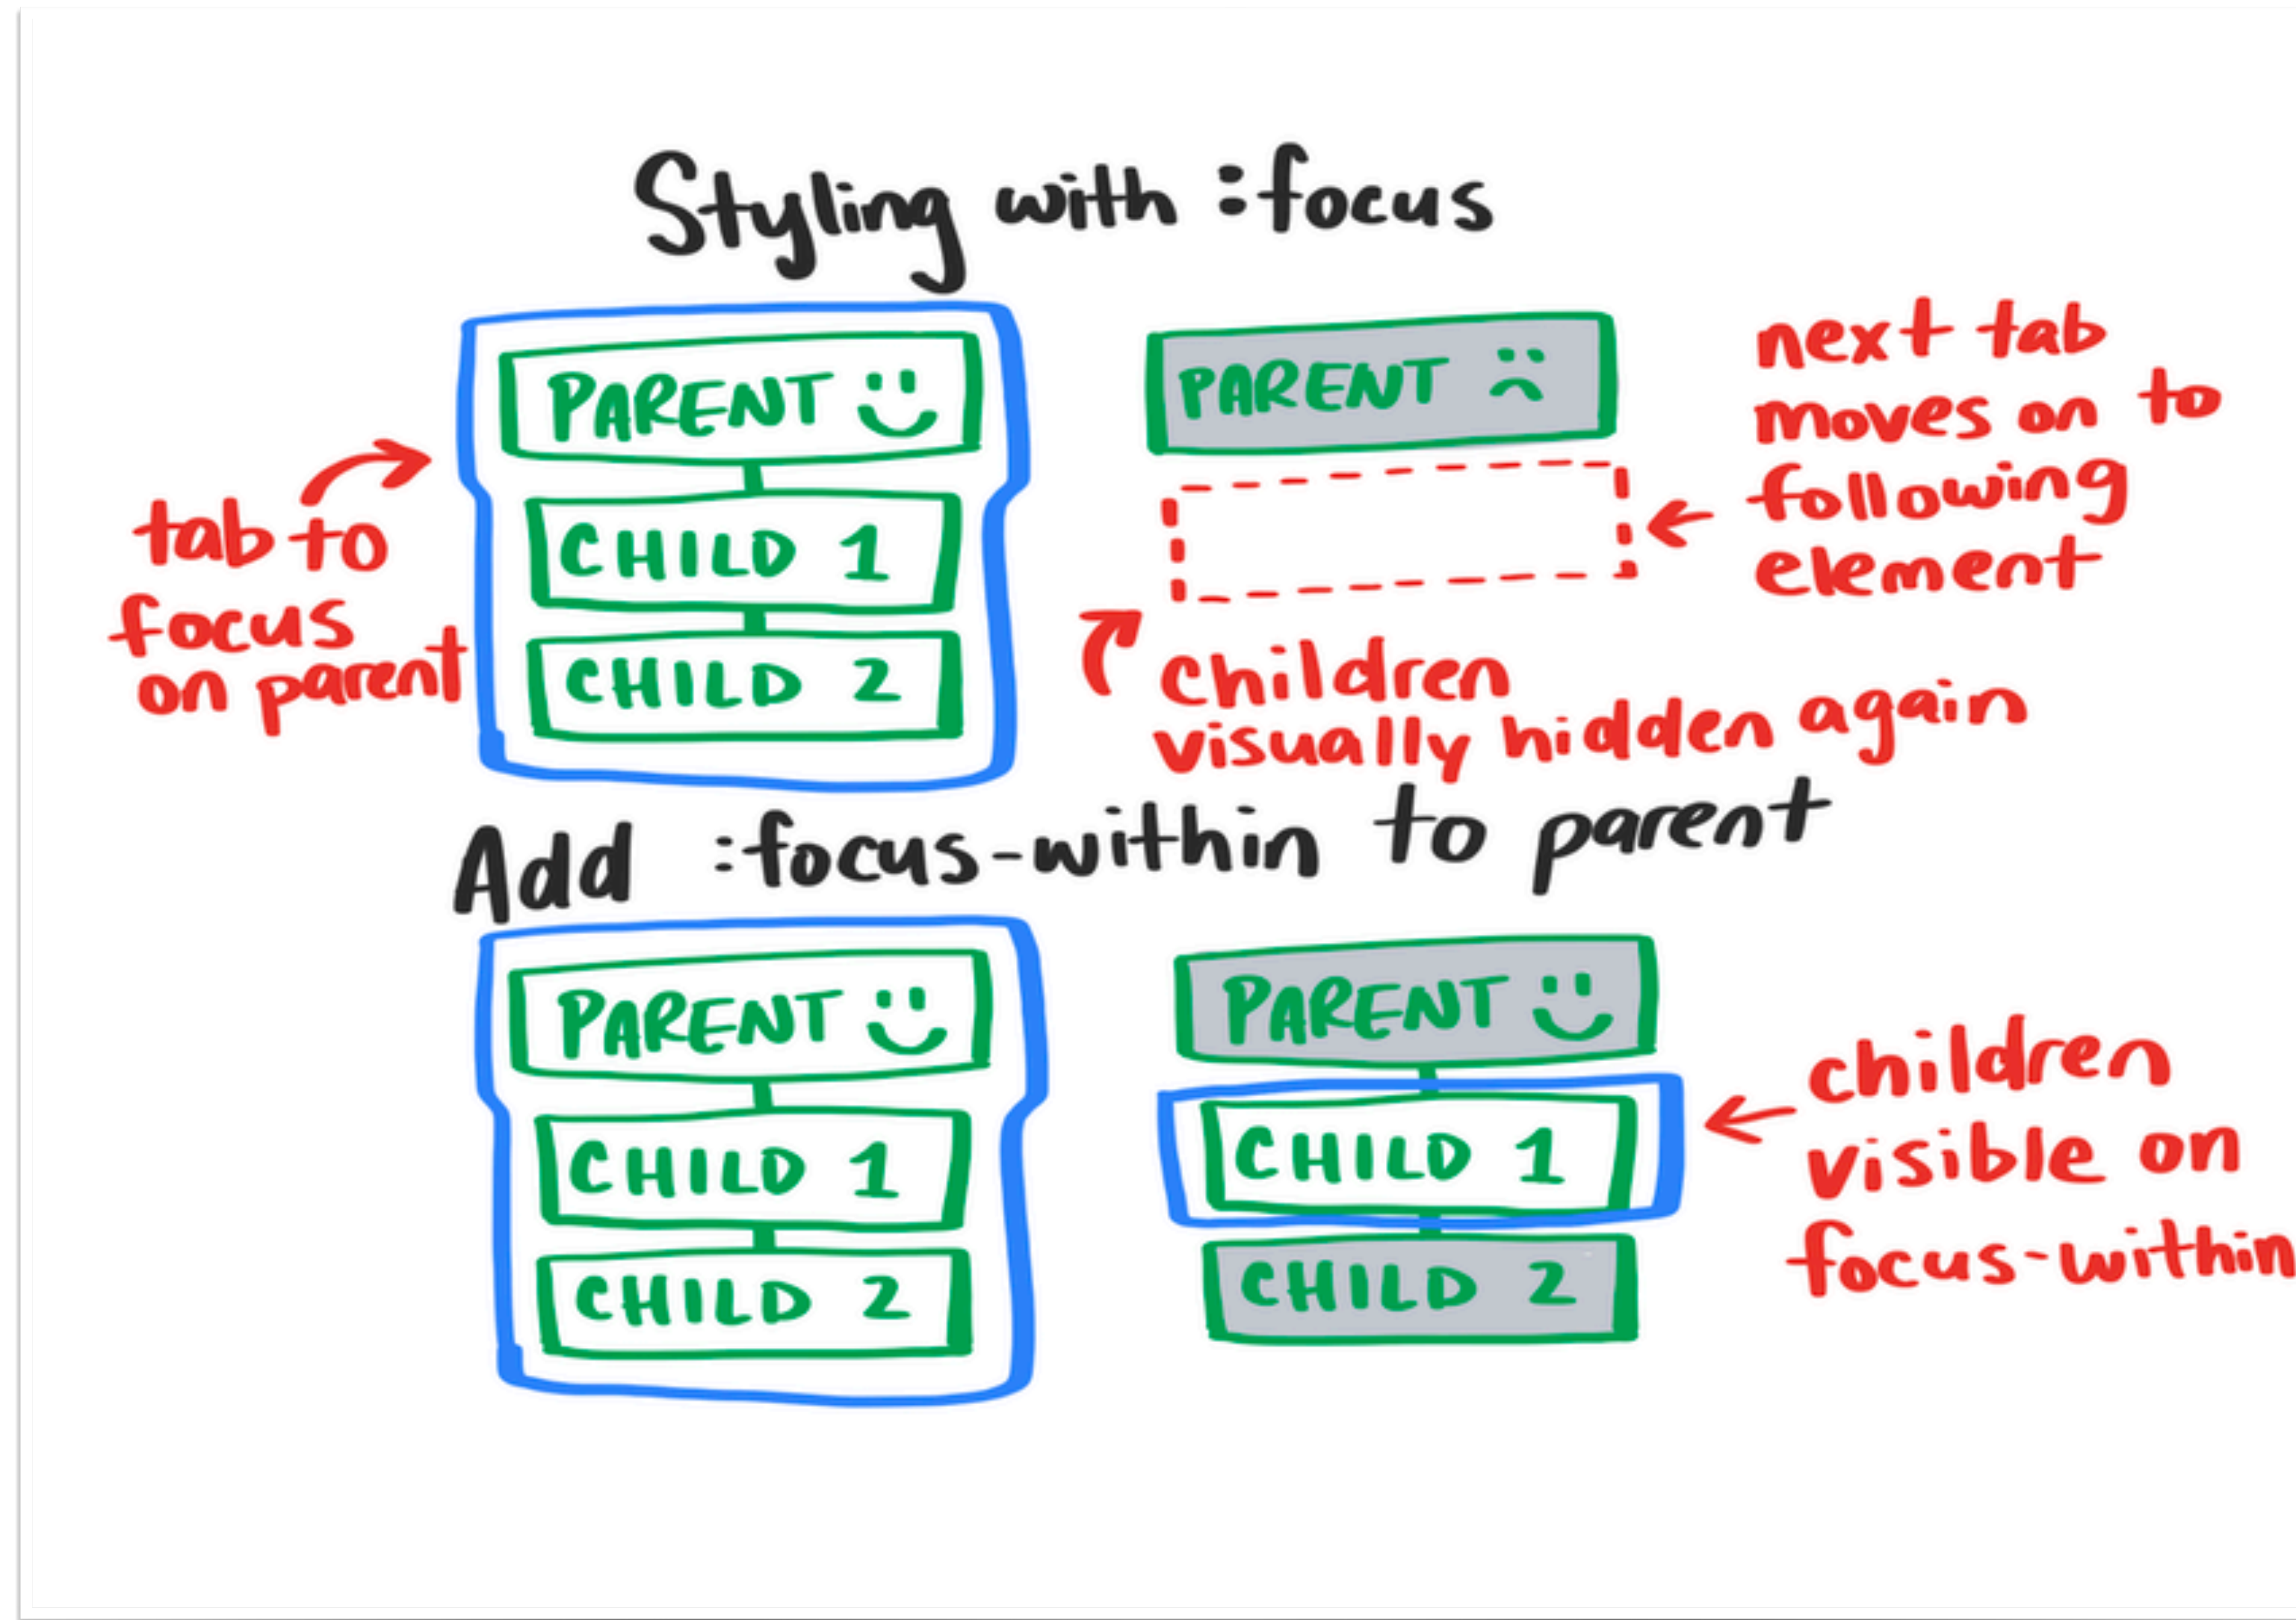 Styling with :focus
PARENT
CHILD 1
CHILD 2
tab to
focus
on parent
PARENT
next tab
moves on to
following
element
children
visually hidden again
Add :focus-within to parent
PARENT
CHILD 1
CHILD 2
PARENT
CHILD 1
CHILD 2
children
visible on
focus-within